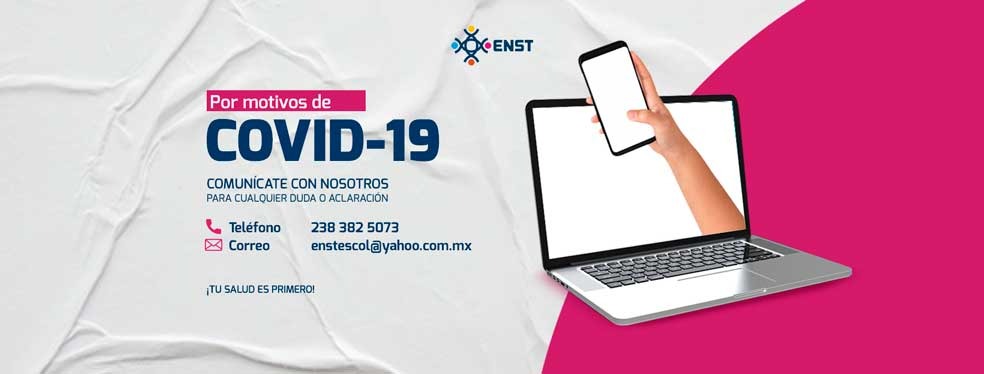 ENST
Por motivos de
COVID-19
COMUNÍCATE CON NOSOTROS
PARA CUALQUIER DUDA O ACLARACIÓN
Teléfono 238 382 5073
Correo enstescol@yahoo.com.mx
¡TU SALUD ES PRIMERO!